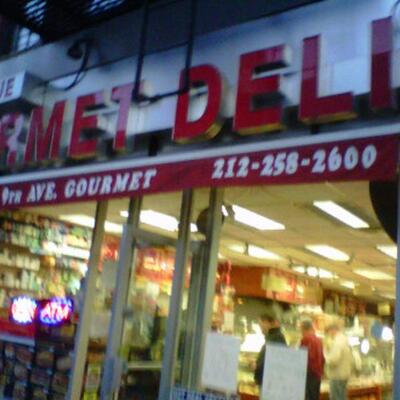 RMET DELI
9TH AVE. GOURMET 212-258-2600
ATM